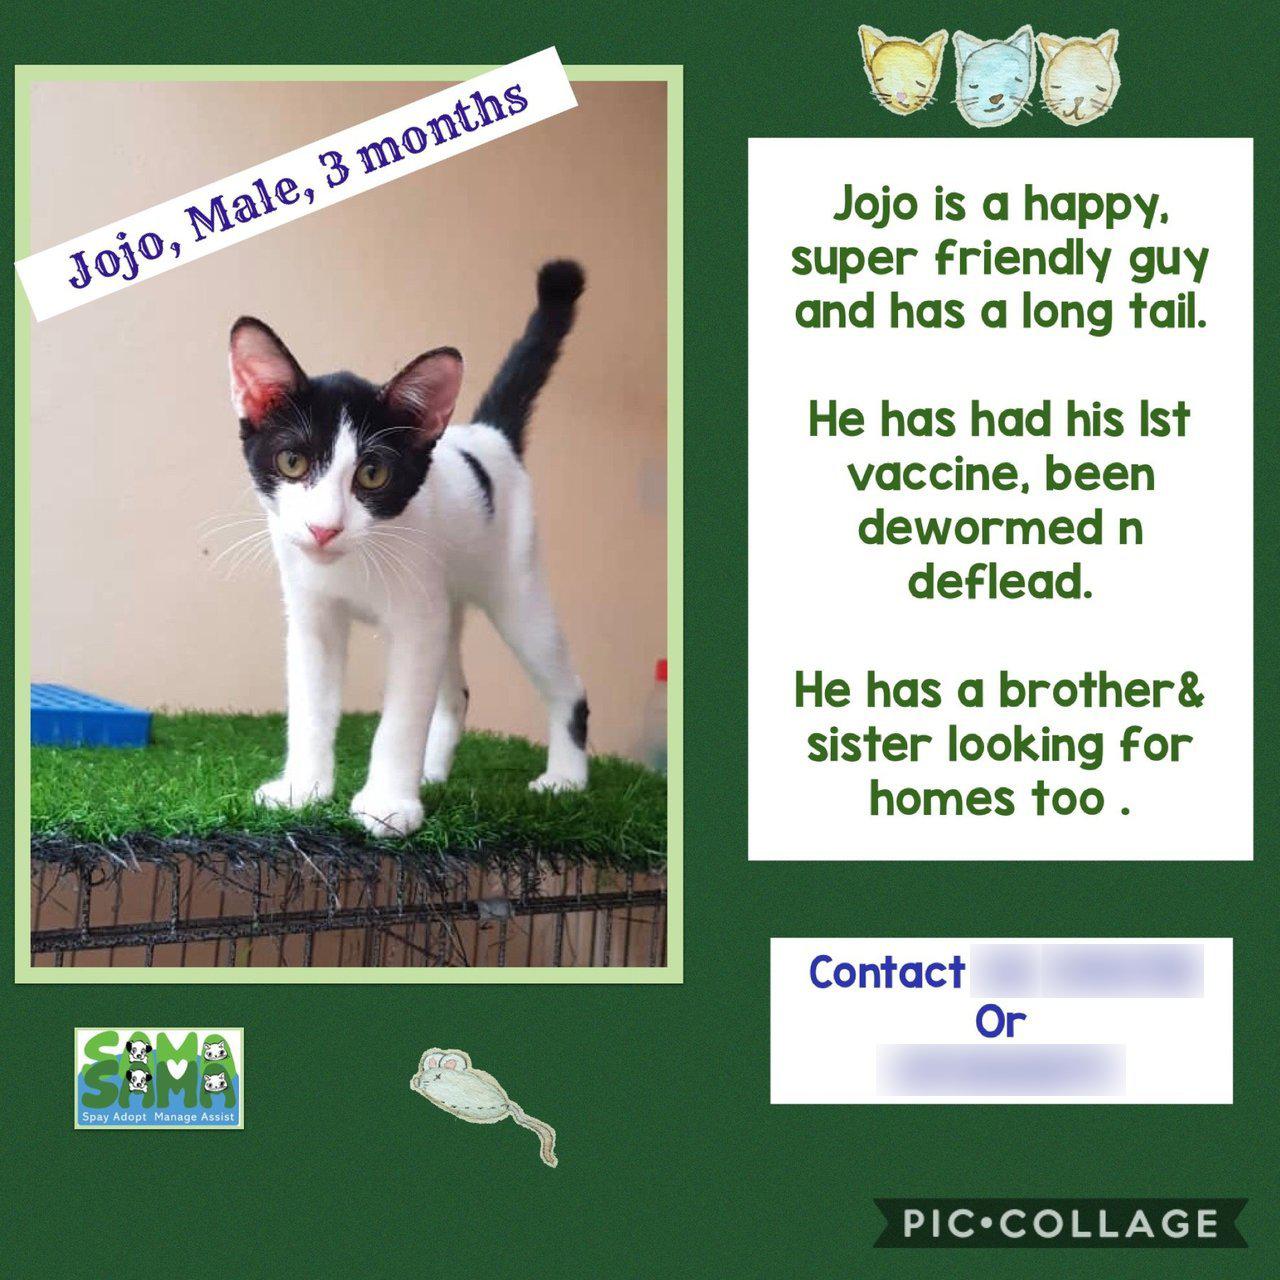 Jojo, Male, 3 months
Jojo is a happy,
super friendly guy
and has a long tail.
He has had his 1st
vaccine, been
dewormed n
deflead.
He has a brother&
sister looking for
homes too .
Contact
Or
SAMA
SAMA
Spay Adopt Manage Assist
PIC•COLLAGE